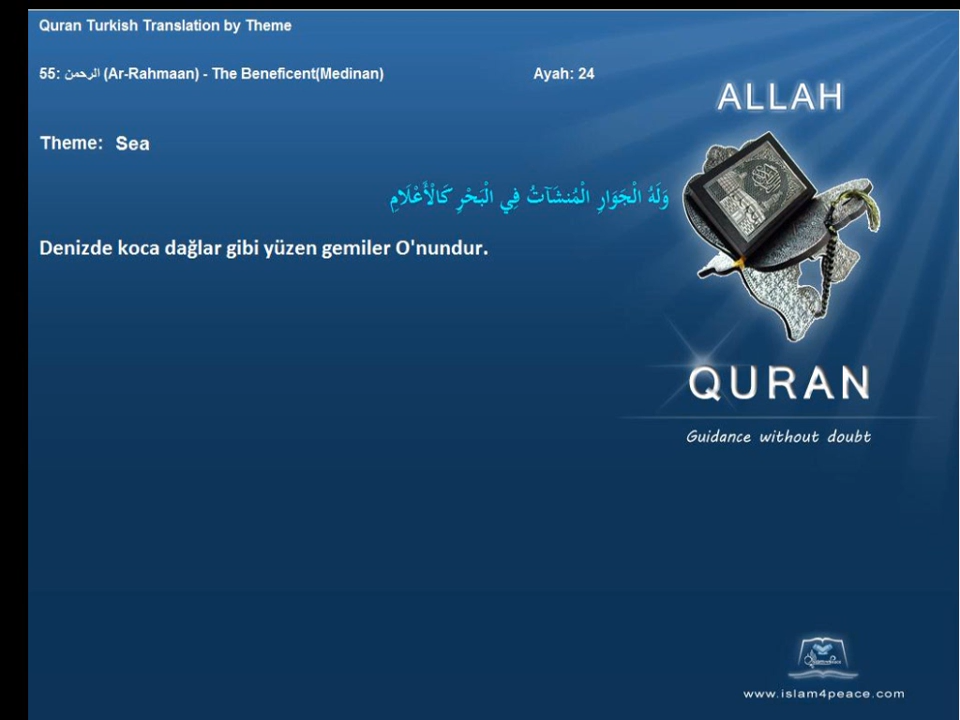 Quran Turkish Translation by Theme
55: الرحمن (Ar-Rahmaan) - The Beneficent(Medinan)
Ayah: 24
ALLAH
Theme: Sea
وَلَهُ الْجَوَارِ الْمُنشَآتُ فِي الْبَحْرِ كَالْأَعْلَامِ
Denizde koca dağlar gibi yüzen gemiler O'nundur.
QURAN
Guidance without doubt
www.islam4peace.com